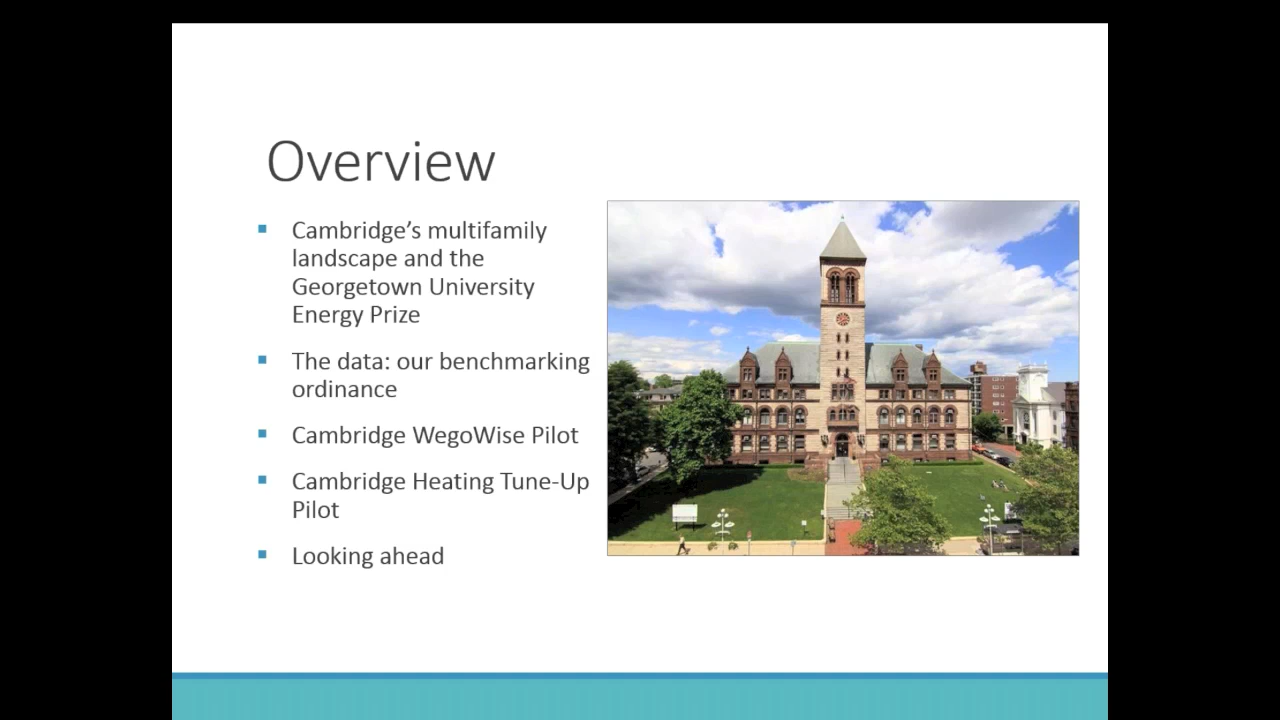 Overview
Cambridge’s multifamily
landscape and the
Georgetown University
Energy Prize
The data: our benchmarking
ordinance
Cambridge WegoWise Pilot
Cambridge Heating Tune-Up
Pilot
Looking ahead